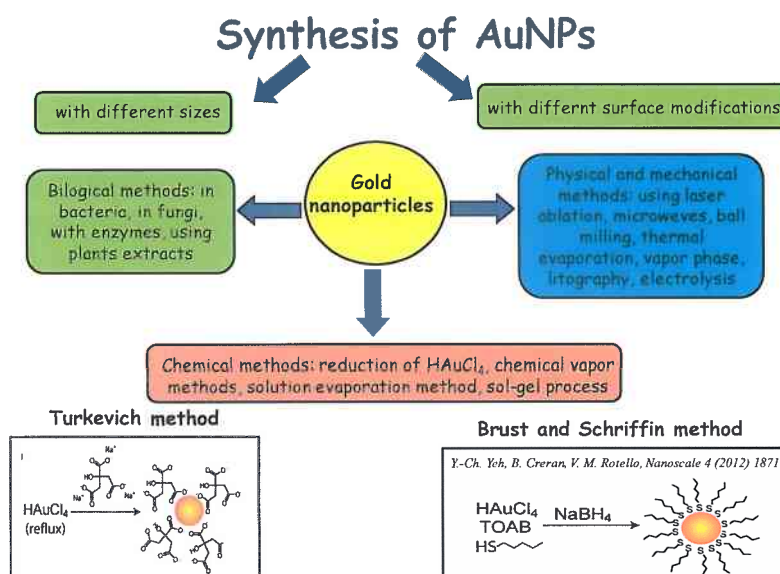 Synthesis of AuNPs
with different sizes
with differnt surface modifications
Bilogical methods: in
bacteria, in fungi,
with enzymes, using
plants extracts
Gold
nanoparticles
Physical and mechanical
methods: using laser
ablation, microweves, ball
milling, thermal
evaporation, vapor phase,
litography, electrolysis
Chemical methods: reduction of HAuCl₄, chemical vapor
methods, solution evaporation method, sol-gel process
Turkevich method
HAuCl₄
(reflux)
Na⁺
Na⁺
Na⁺
Brust and Schriffin method
Y.-Ch. Yeh, B. Creran, V. M. Rotello, Nanoscale 4 (2012) 1871
HAuCl₄
TOAB
HS
NaBH₄